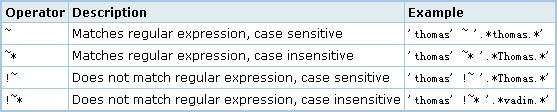 Operator Description Example
~ Matches regular expression, case sensitive 'thomas' ~ '.*thomas.*'
~* Matches regular expression, case insensitive 'thomas' ~* '.*Thomas.*'
!~ Does not match regular expression, case sensitive 'thomas' !~ '.*Thomas.*'
!~* Does not match regular expression, case insensitive 'thomas' !~* '.*vadim.*'